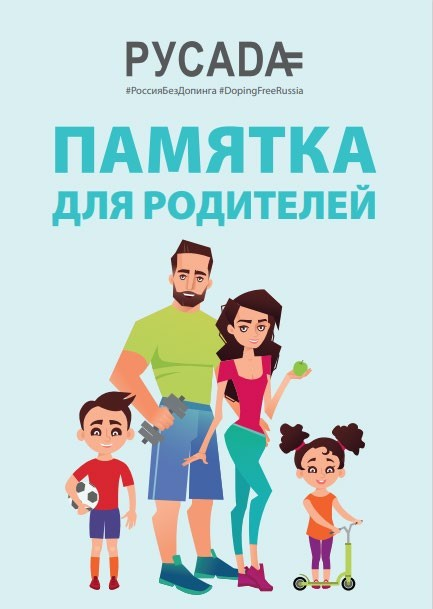 РУСАДА
#РоссияБезДопинга #DopingFreeRussia
ПАМЯТКА
ДЛЯ РОДИТЕЛЕЙ